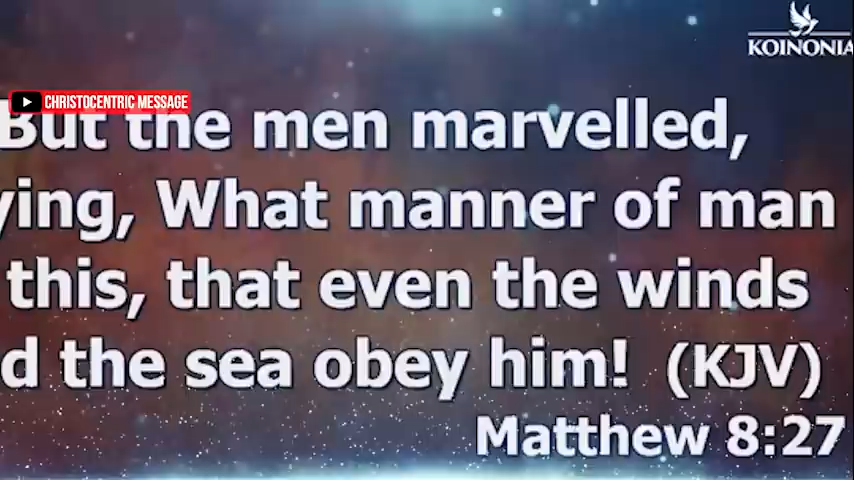 KOINONIA
CHRISTOCENTRIC MESSAGE
But the men marvelled,
ying, What manner of man
this, that even the winds
d the sea obey him! (KJV)
Matthew 8:27